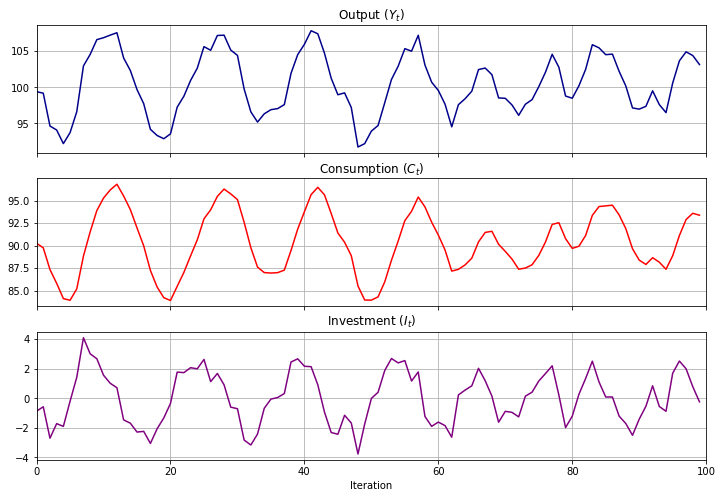 Output (Y_t)
105
100
95
Consumption (C_t)
95.0
92.5
90.0
87.5
85.0
Investment (I_t)
4
2
0
−2
−4
0 20 40 60 80 100
Iteration